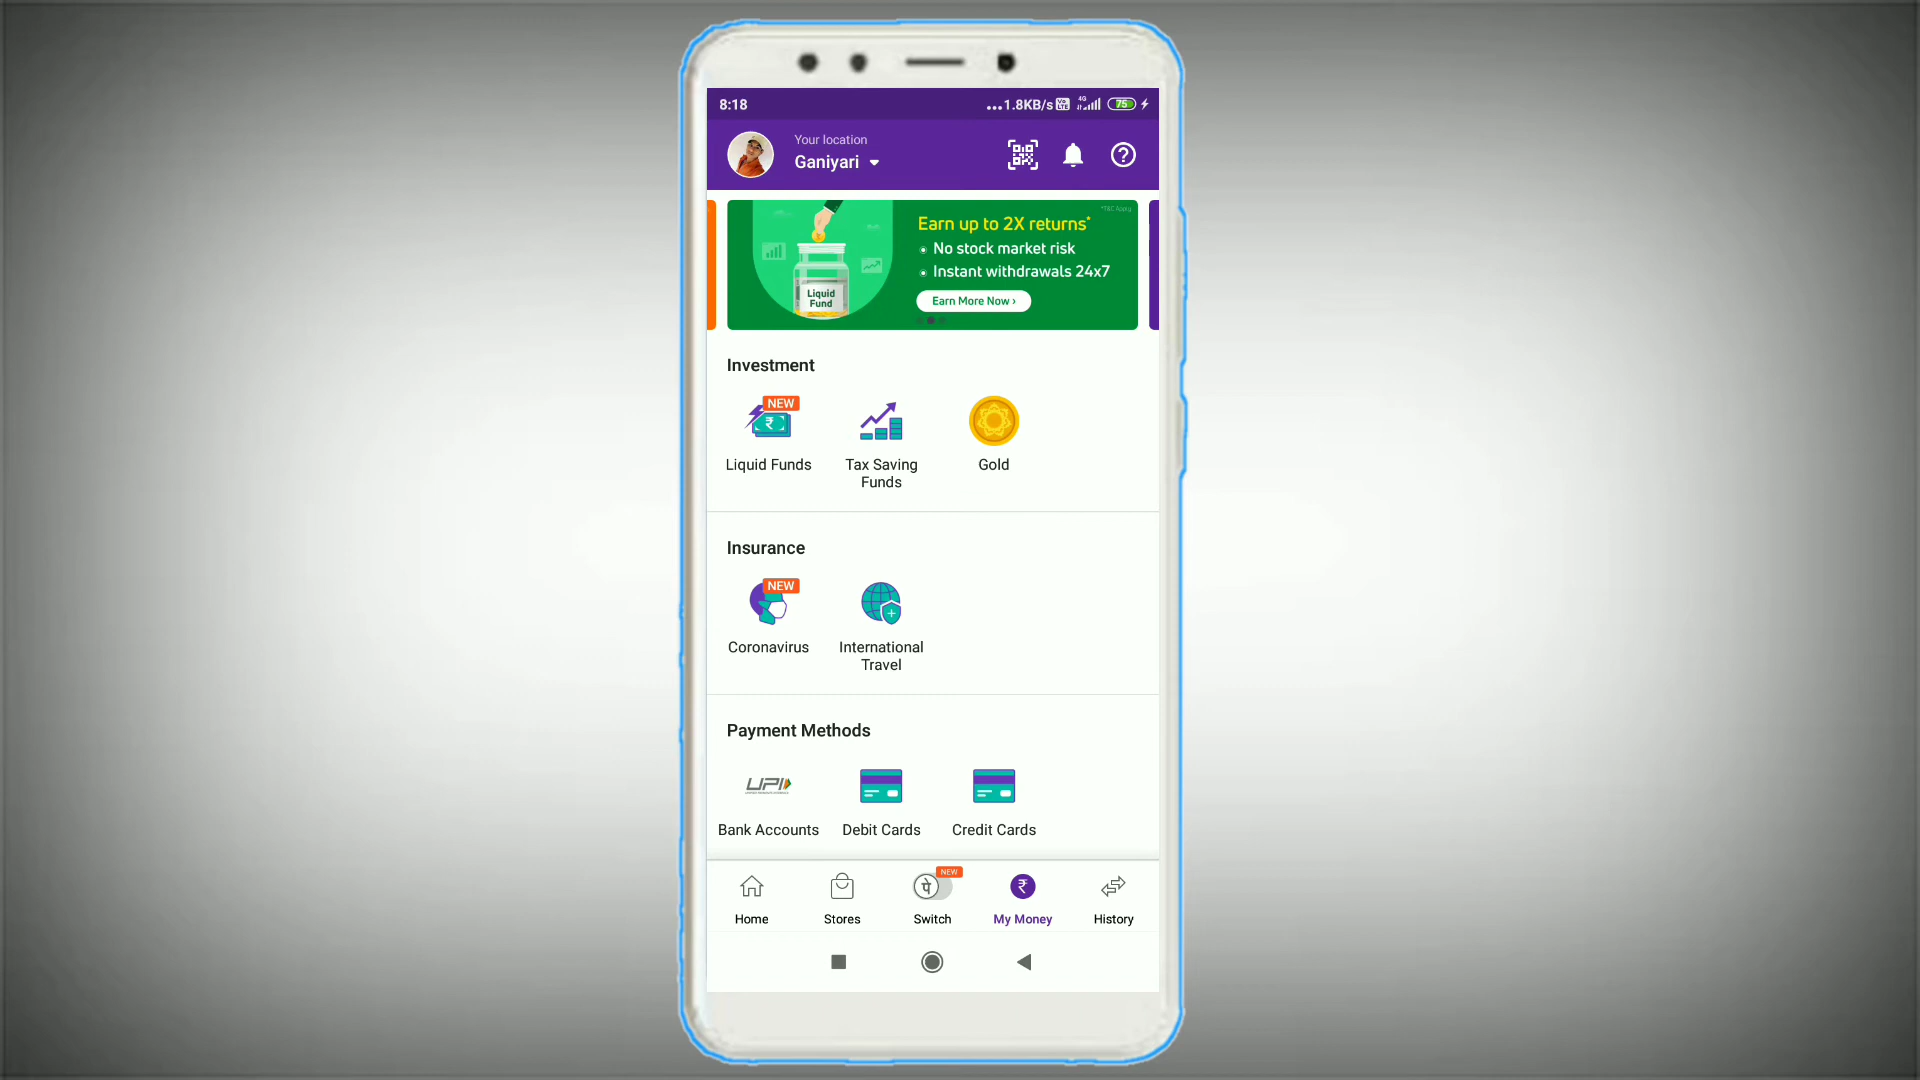 8:18
...1.8KB/s 4G 75
Your location
Ganiyari
*T&C Apply
Earn up to 2X returns*
No stock market risk
Instant withdrawals 24x7
Earn More Now ›
Liquid
Fund
Investment
NEW
Liquid Funds
Tax Saving
Funds
Gold
Insurance
NEW
Coronavirus
International
Travel
Payment Methods
UPI
Bank Accounts
Debit Cards
Credit Cards
NEW
पे
₹
Home
Stores
Switch
My Money
History